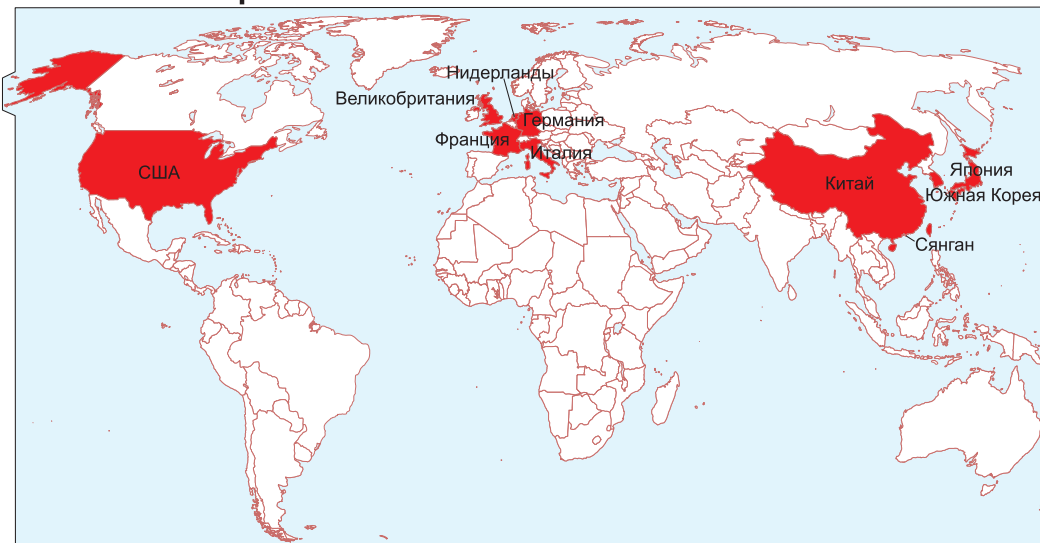 Нидерланды
Великобритания
Германия
Франция
Италия
США
Китай
Япония
Южная Корея
Сянган